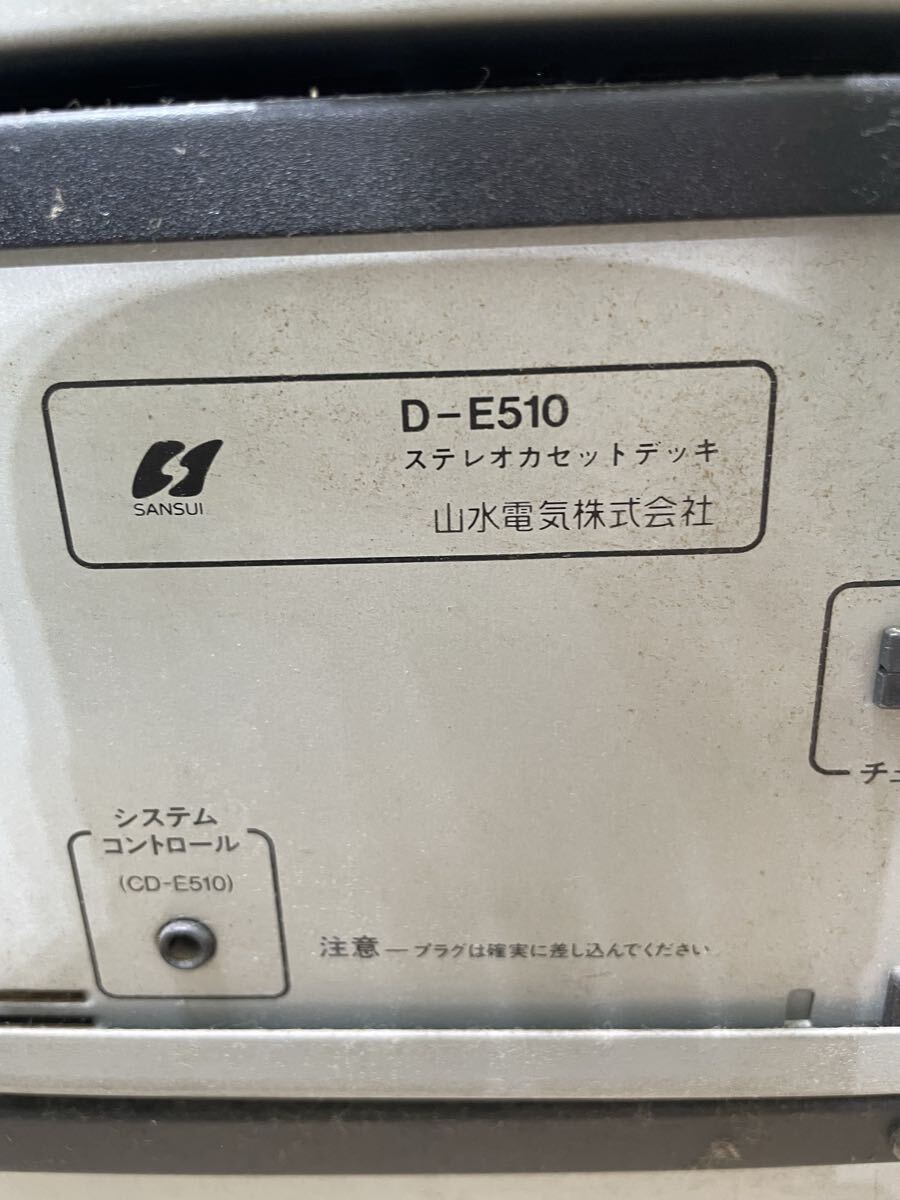 D-E510
ステレオカセットデッキ
SANSUI
山水電気株式会社
チュ
システム
コントロール
(CD-E510)
注意―プラグは確実に差し込んでください